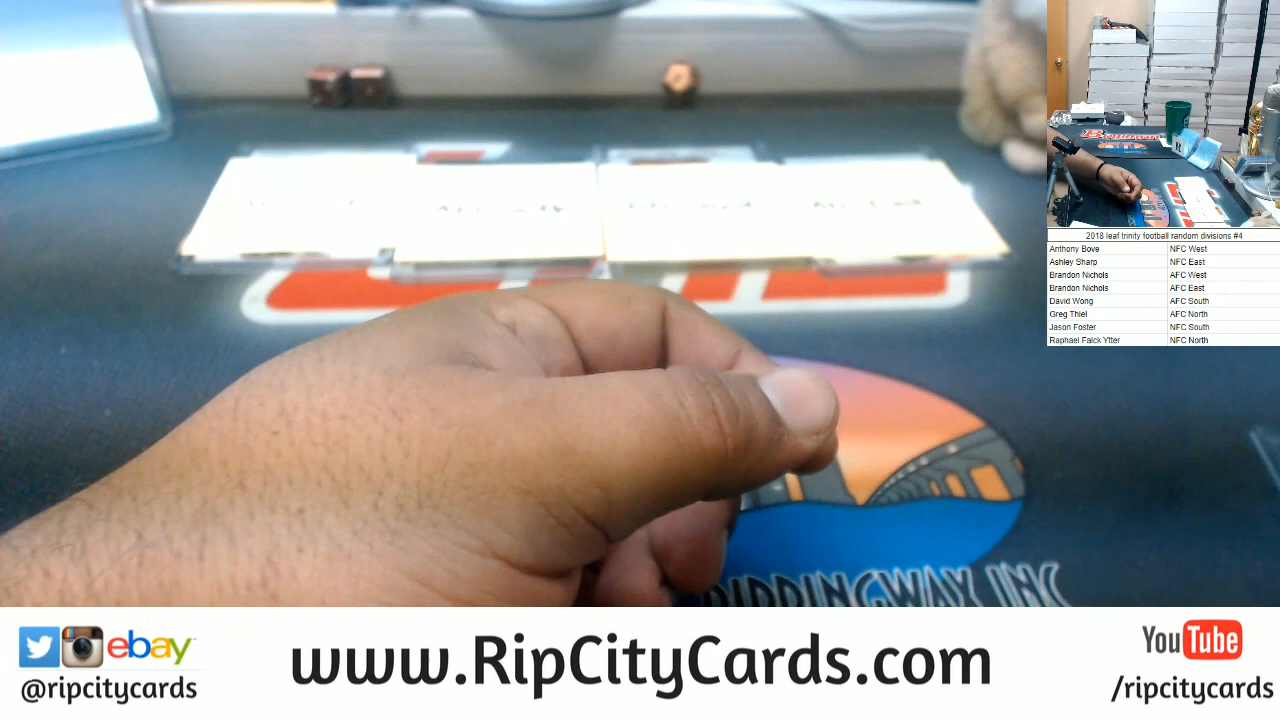 2018 leaf trinity football random divisions #4
Anthony Bove NFC West
Ashley Sharp NFC East
Brandon Nichols AFC West
Brandon Nichols AFC East
David Wong AFC South
Greg Thiel AFC North
Jason Foster NFC South
Raphael Falck Ytter NFC North
RIPPINGWAX INC
ebay
www.RipCityCards.com
YouTube
@ripcitycards
/ripcitycards